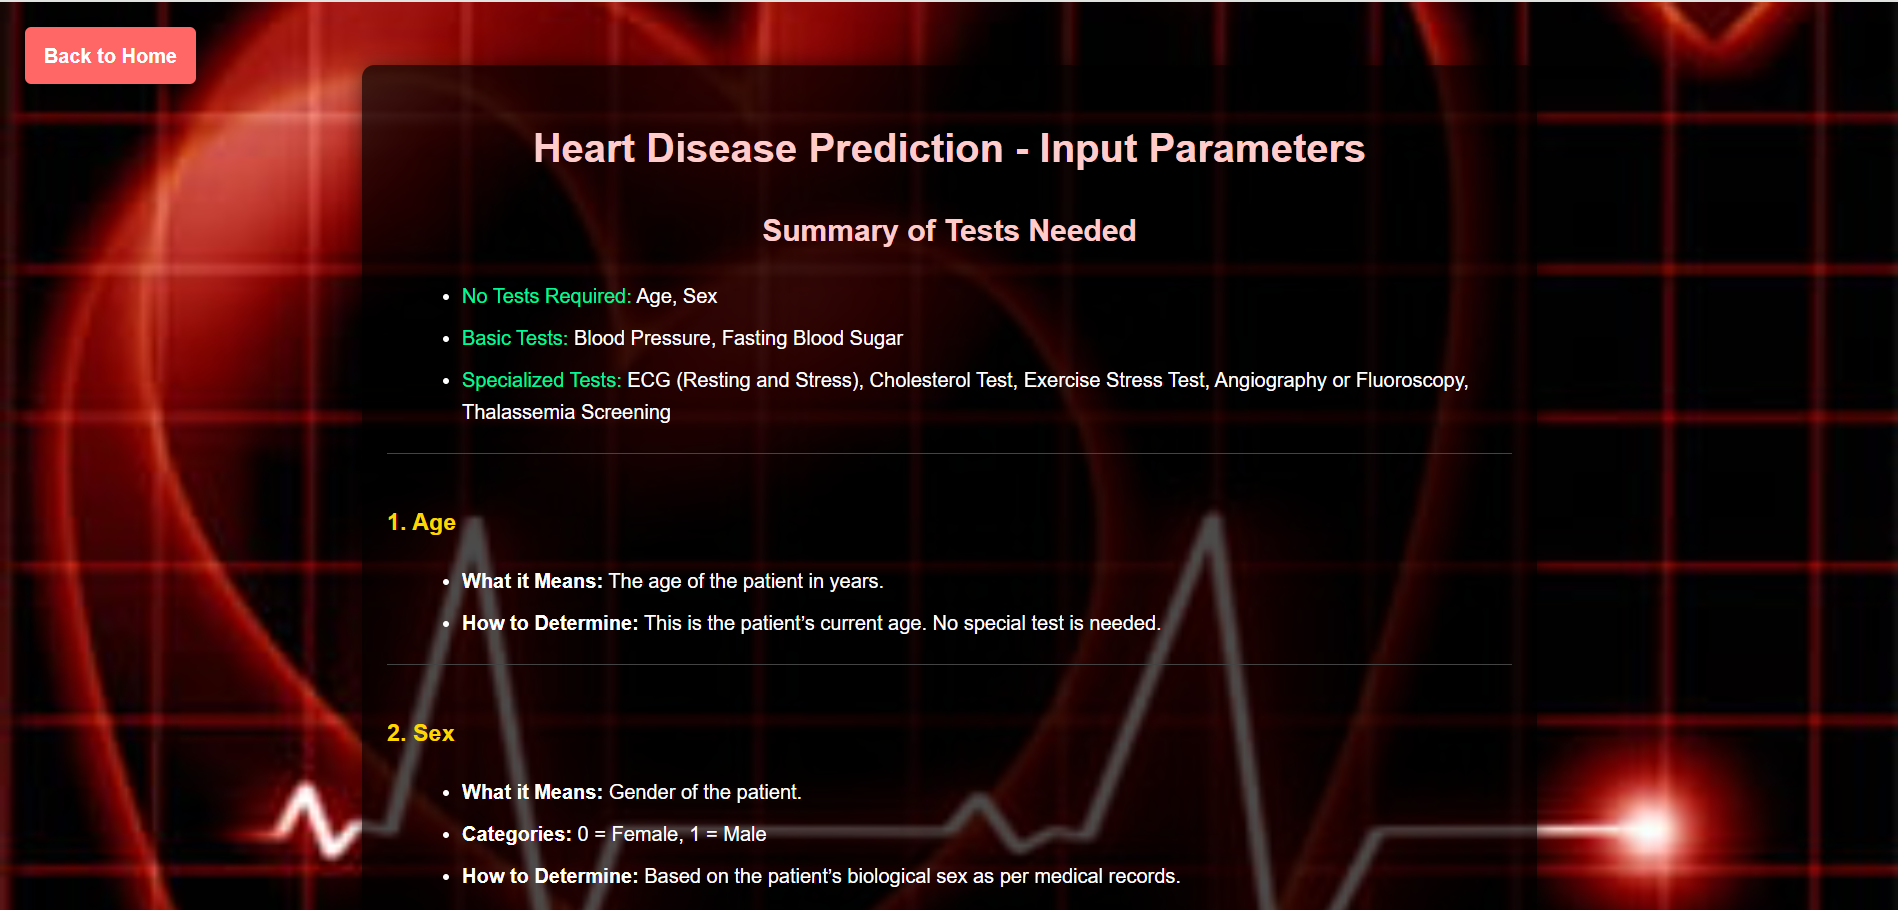 Back to Home
Heart Disease Prediction - Input Parameters
Summary of Tests Needed
• No Tests Required: Age, Sex
• Basic Tests: Blood Pressure, Fasting Blood Sugar
• Specialized Tests: ECG (Resting and Stress), Cholesterol Test, Exercise Stress Test, Angiography or Fluoroscopy,
Thalassemia Screening
1. Age
• What it Means: The age of the patient in years.
• How to Determine: This is the patient’s current age. No special test is needed.
2. Sex
• What it Means: Gender of the patient.
• Categories: 0 = Female, 1 = Male
• How to Determine: Based on the patient’s biological sex as per medical records.